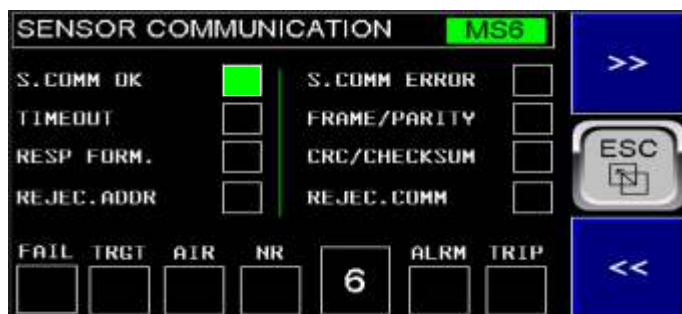 SENSOR COMMUNICATION MS6
S.COMM OK S.COMM ERROR
TIMEOUT FRAME/PARITY
RESP FORM. CRC/CHECKSUM
REJEC.ADDR REJEC.COMM
FAIL TRGT AIR NR ALRM TRIP
6
>>
ESC
<<